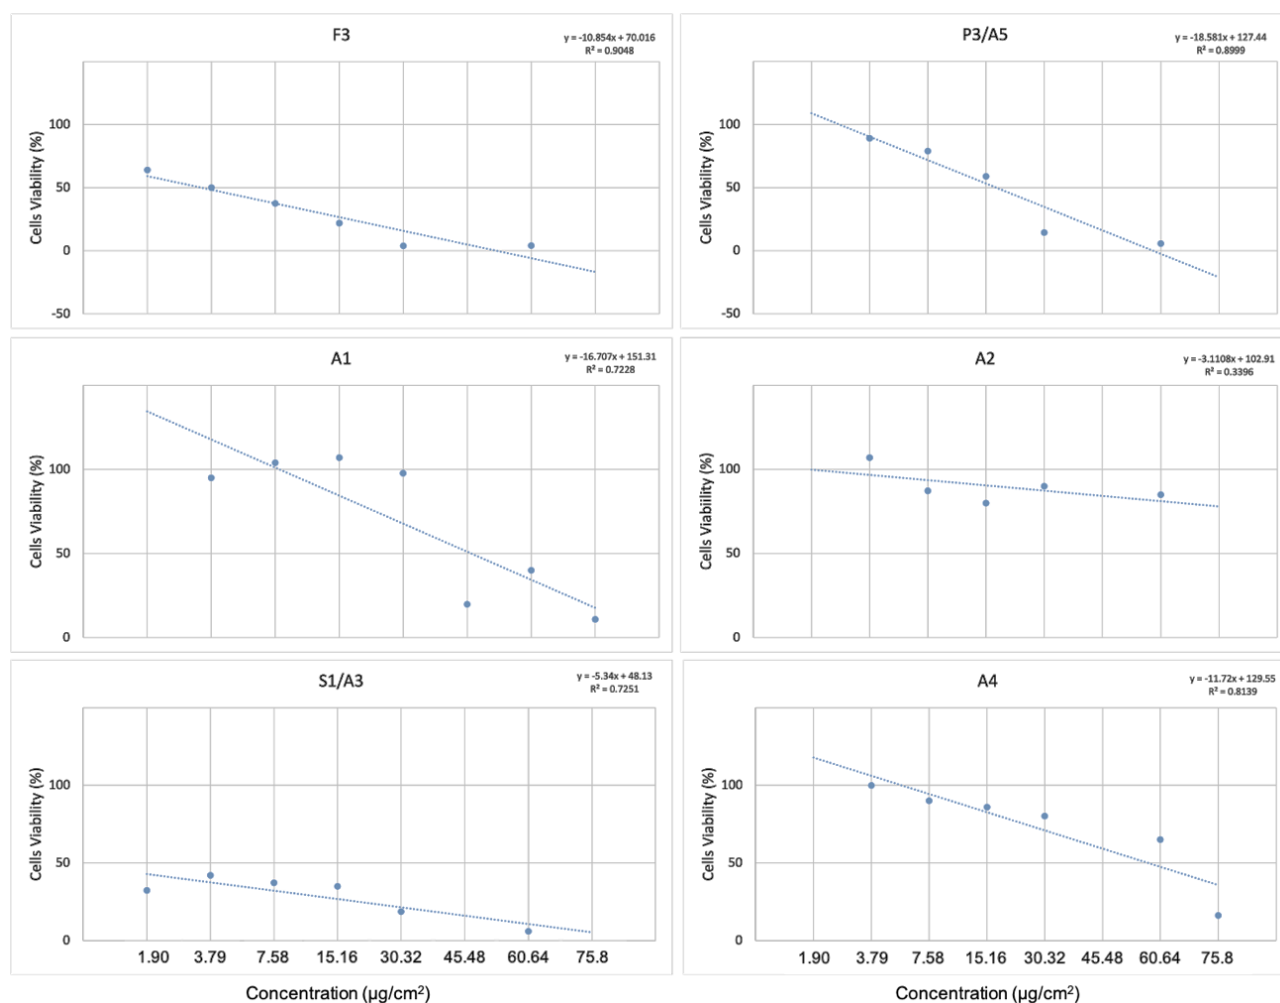 F3
y = -10.854x + 70.016
R² = 0.9048
Cells Viability (%)
100
50
0
-50
P3/A5
y = -18.581x + 127.44
R² = 0.8999
Cells Viability (%)
100
50
0
-50
A1
y = -16.707x + 151.31
R² = 0.7228
Cells Viability (%)
100
50
0
A2
y = -3.1108x + 102.91
R² = 0.3396
Cells Viabiility (%)
100
50
0
S1/A3
y = -5.34x + 48.13
R² = 0.7251
Cells Viability (%)
100
50
0
1.90 3.79 7.58 15.16 30.32 45.48 60.64 75.8
Concentration (µg/cm²)
A4
y = -11.72x + 129.55
R² = 0.8139
Cells Viability (%)
100
50
0
1.90 3.79 7.58 15.16 30.32 45.48 60.64 75.8
Concentration (µg/cm²)